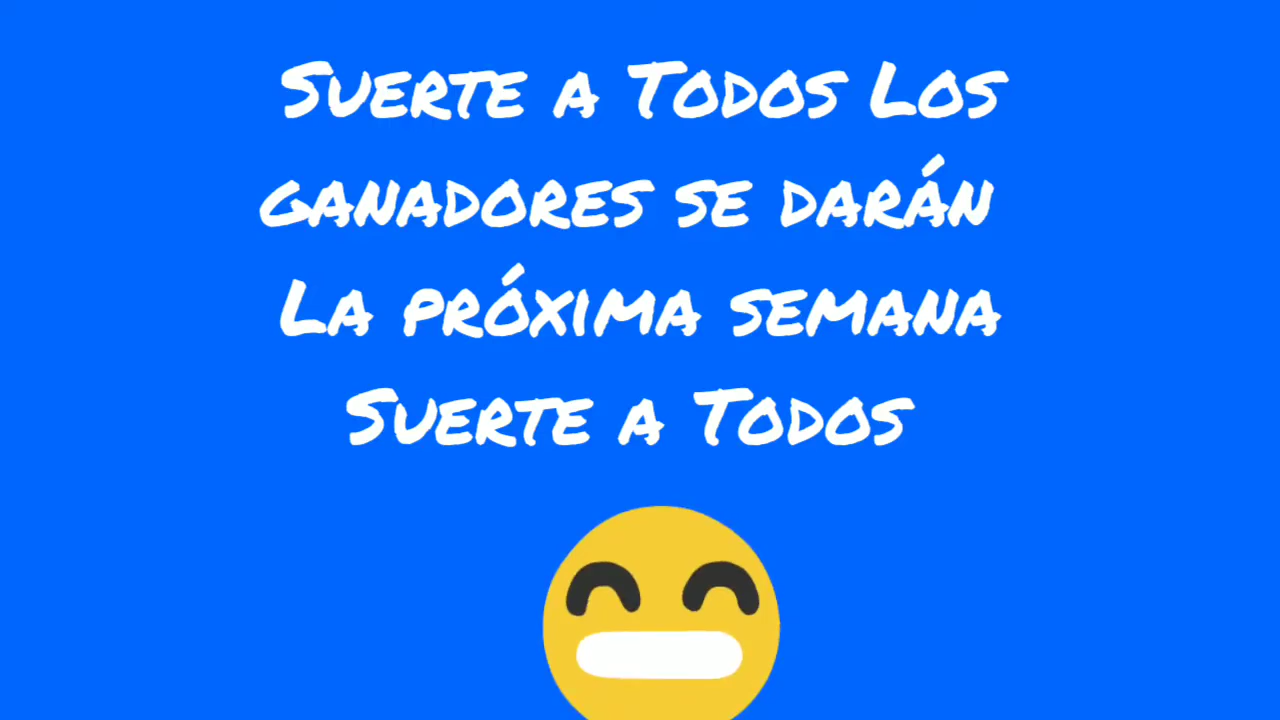 Suerte a Todos Los
ganadores se darán
La próxima semana
Suerte a Todos